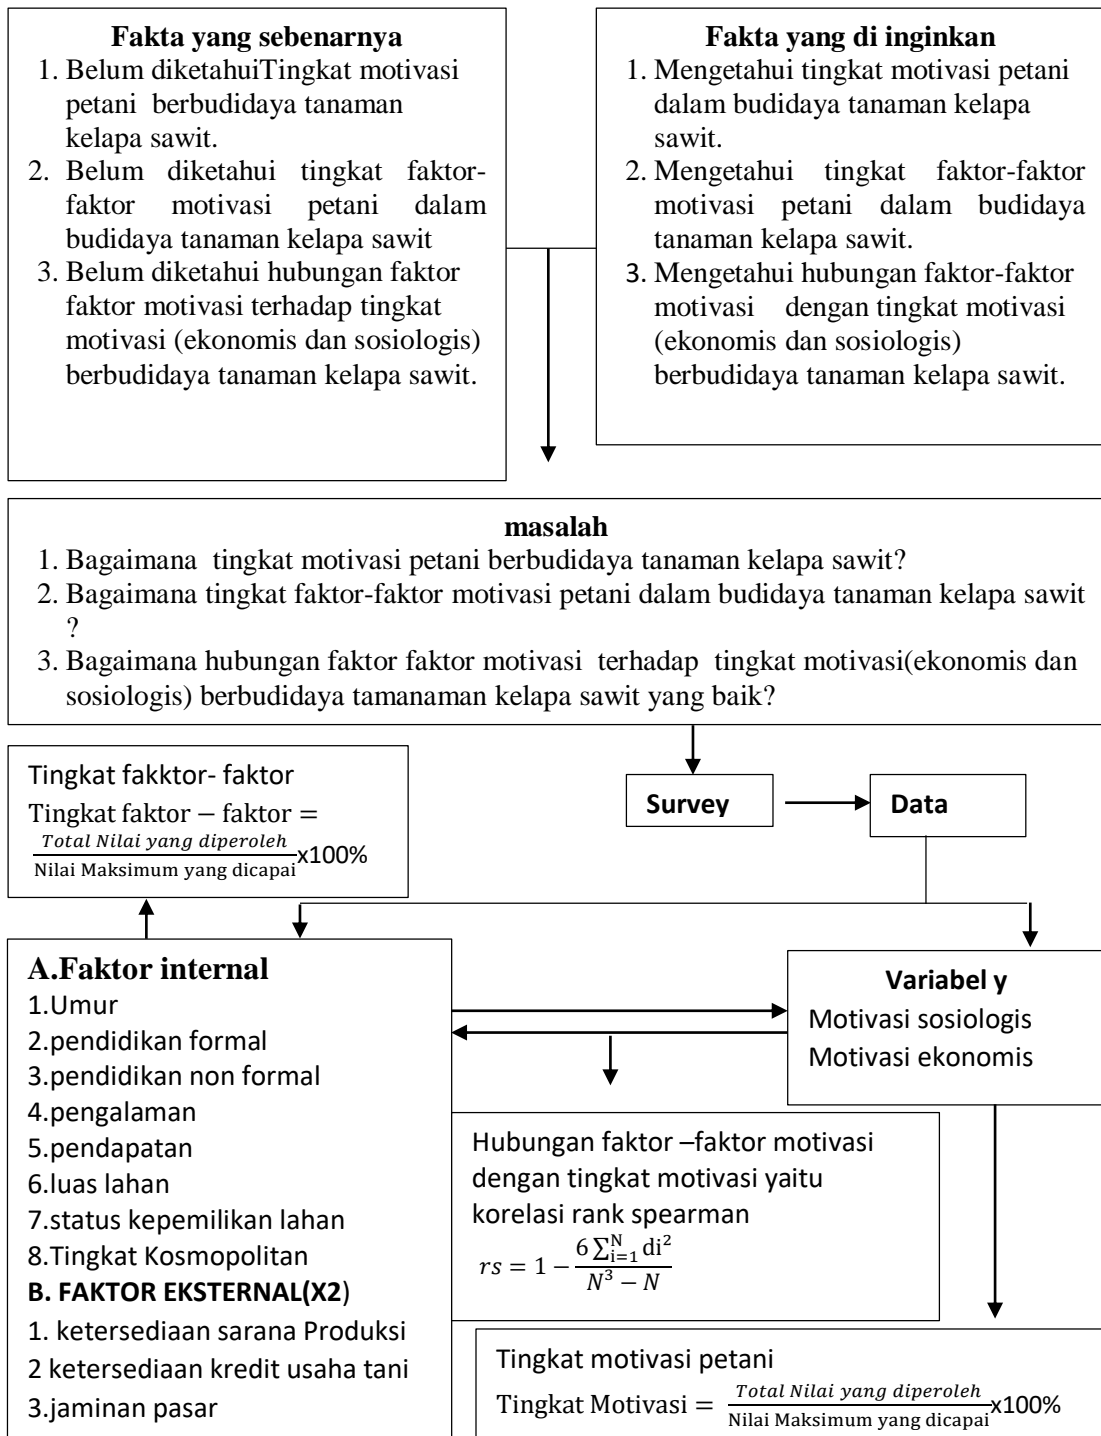 Fakta yang sebenarnya
1. Belum diketahuiTingkat motivasi
petani berbudidaya tanaman
kelapa sawit.
2. Belum diketahui tingkat faktor-
faktor motivasi petani dalam
budidaya tanaman kelapa sawit
3. Belum diketahui hubungan faktor
faktor motivasi terhadap tingkat
motivasi (ekonomis dan sosiologis)
berbudidaya tanaman kelapa sawit.
Fakta yang di inginkan
1. Mengetahui tingkat motivasi petani
dalam budidaya tanaman kelapa
sawit.
2. Mengetahui tingkat faktor-faktor
motivasi petani dalam budidaya
tanaman kelapa sawit.
3. Mengetahui hubungan faktor-faktor
motivasi dengan tingkat motivasi
(ekonomis dan sosiologis)
berbudidaya tanaman kelapa sawit.
masalah
1. Bagaimana tingkat motivasi petani berbudidaya tanaman kelapa sawit?
2. Bagaimana tingkat faktor-faktor motivasi petani dalam budidaya tanaman kelapa sawit
?
3. Bagaimana hubungan faktor faktor motivasi terhadap tingkat motivasi(ekonomis dan
sosiologis) berbudidaya tamanaman kelapa sawit yang baik?
Tingkat fakktor- faktor
Tingkat faktor – faktor =
Total Nilai yang diperoleh
Nilai Maksimum yang dicapai x100%
Survey
Data
A.Faktor internal
1.Umur
2.pendidikan formal
3.pendidikan non formal
4.pengalaman
5.pendapatan
6.luas lahan
7.status kepemilikan lahan
8.Tingkat Kosmopolitan
B. FAKTOR EKSTERNAL(X2)
1. ketersediaan sarana Produksi
2 ketersediaan kredit usaha tani
3.jaminan pasar
Variabel y
Motivasi sosiologis
Motivasi ekonomis
Hubungan faktor –faktor motivasi
dengan tingkat motivasi yaitu
korelasi rank spearman
rs = 1 − 6 ∑_{i=1}^{N} di² / N³ − N
Tingkat motivasi petani
Tingkat Motivasi = Total Nilai yang diperoleh / Nilai Maksimum yang dicapai x100%